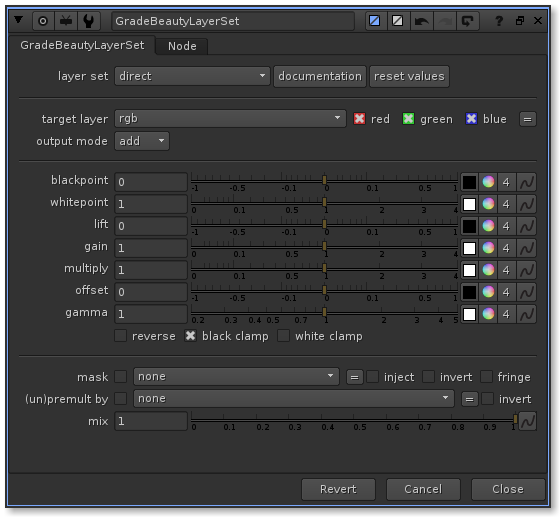 GradeBeautyLayerSet ?
GradeBeautyLayerSet Node
layer set direct documentation reset values
target layer rgb red green blue =
output mode add
blackpoint 0 -1 -0.5 -0.1 0 0.1 0.5 1 4
whitepoint 1 0 0.1 0.5 1 2 3 4 4
lift 0 -1 -0.5 -0.1 0 0.1 0.5 1 4
gain 1 0 0.1 0.5 1 2 3 4 4
multiply 1 0 0.1 0.5 1 2 3 4 4
offset 0 -1 -0.5 -0.1 0 0.1 0.5 1 4
gamma 1 0.2 0.3 0.4 0.5 0.7 1 2 3 4 5 4
reverse black clamp white clamp
mask none = inject invert fringe
(un)premult by none = invert
mix 1 0 0.1 0.2 0.3 0.4 0.5 0.6 0.7 0.8 0.9 1
Revert Cancel Close